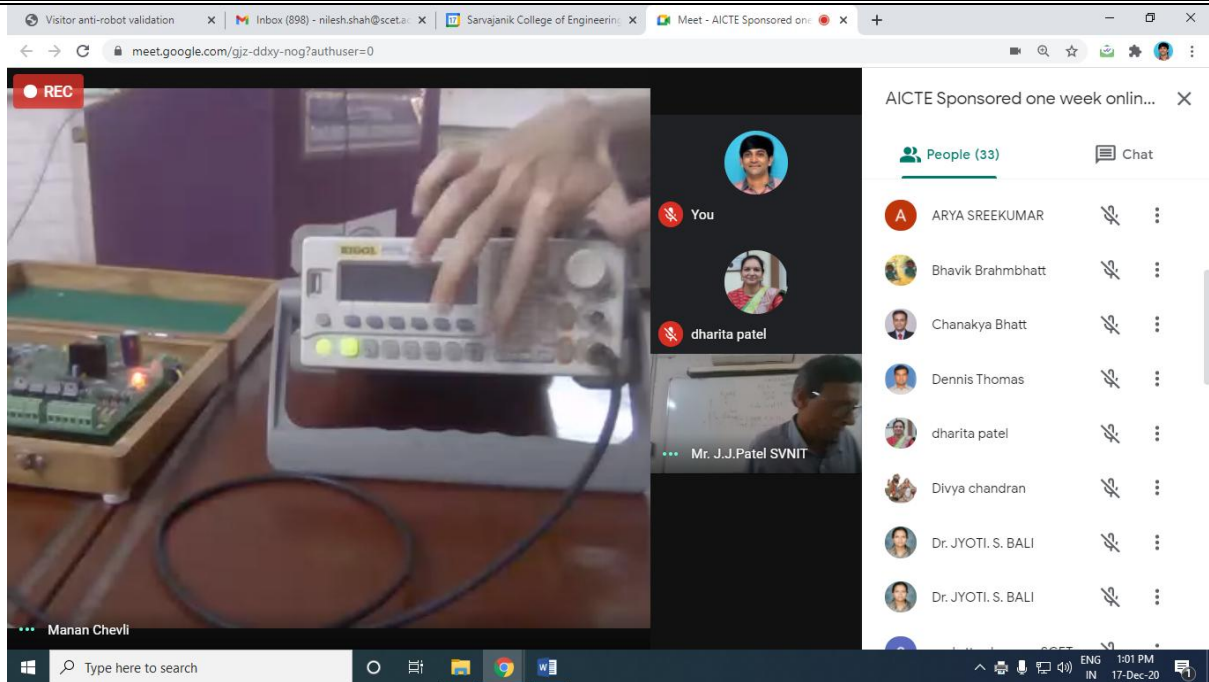 Visitor anti-robot validation
Inbox (898) - nilesh.shah@scet.ac
Sarvajanik College of Engineering
Meet - AICTE Sponsored one
meet.google.com/gjz-ddxy-nog?authuser=0
REC
RIGOL
Manan Chevli
You
dharita patel
Mr. J.J.Patel SVNIT
AICTE Sponsored one week onlin...
People (33)
Chat
A
ARYA SREEKUMAR
Bhavik Brahmbhatt
Chanakya Bhatt
Dennis Thomas
dharita patel
Divya chandran
Dr. JYOTI. S. BALI
Dr. JYOTI. S. BALI
Type here to search
ENG
IN
1:01 PM
17-Dec-20
1